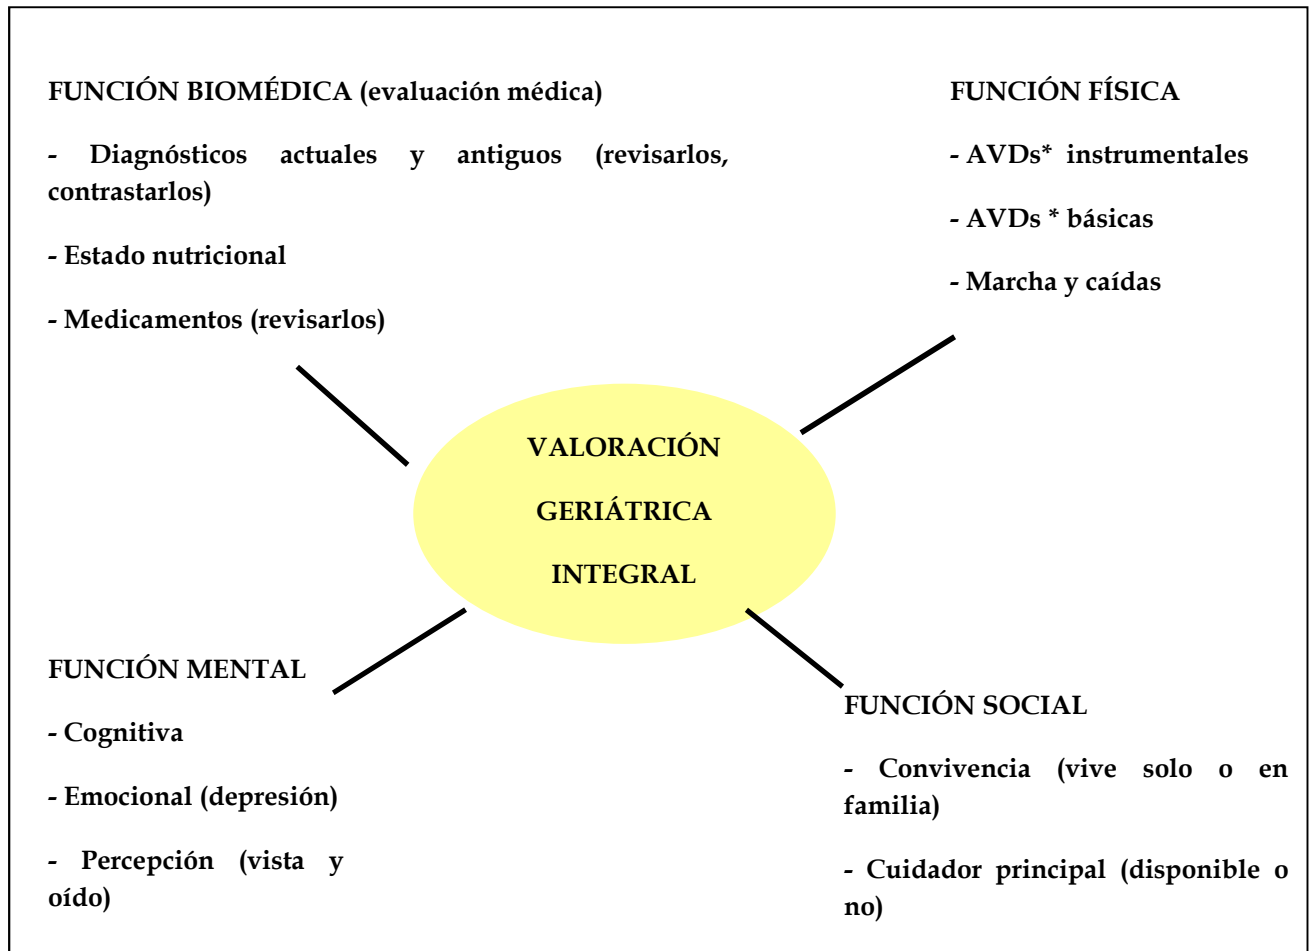 FUNCIÓN BIOMÉDICA (evaluación médica)
- Diagnósticos actuales y antiguos (revisarlos,
contrastarlos)
- Estado nutricional
- Medicamentos (revisarlos)
FUNCIÓN FÍSICA
- AVDs* instrumentales
- AVDs * básicas
- Marcha y caídas
VALORACIÓN
GERIÁTRICA
INTEGRAL
FUNCIÓN MENTAL
- Cognitiva
- Emocional (depresión)
- Percepción (vista y
oído)
FUNCIÓN SOCIAL
- Convivencia (vive solo o en
familia)
- Cuidador principal (disponible o
no)